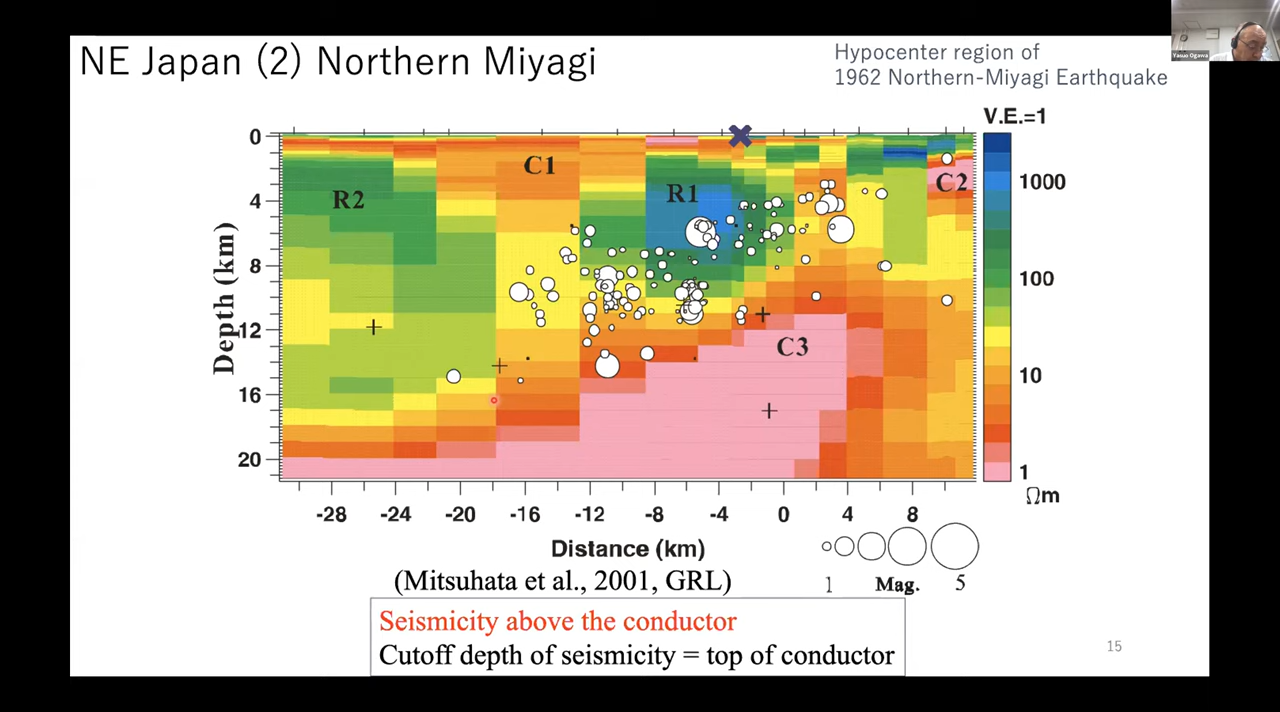 NE Japan (2) Northern Miyagi
Hypocenter region of
1962 Northern-Miyagi Earthquake
Yasuo Ogawa
V.E.=1
0
4
8
12
16
20
Depth (km)
R2
C1
R1
C2
C3
1000
100
10
1
Ωm
-28 -24 -20 -16 -12 -8 -4 0 4 8
Distance (km)
1 Mag. 5
(Mitsuhata et al., 2001, GRL)
Seismicity above the conductor
Cutoff depth of seismicity = top of conductor
15